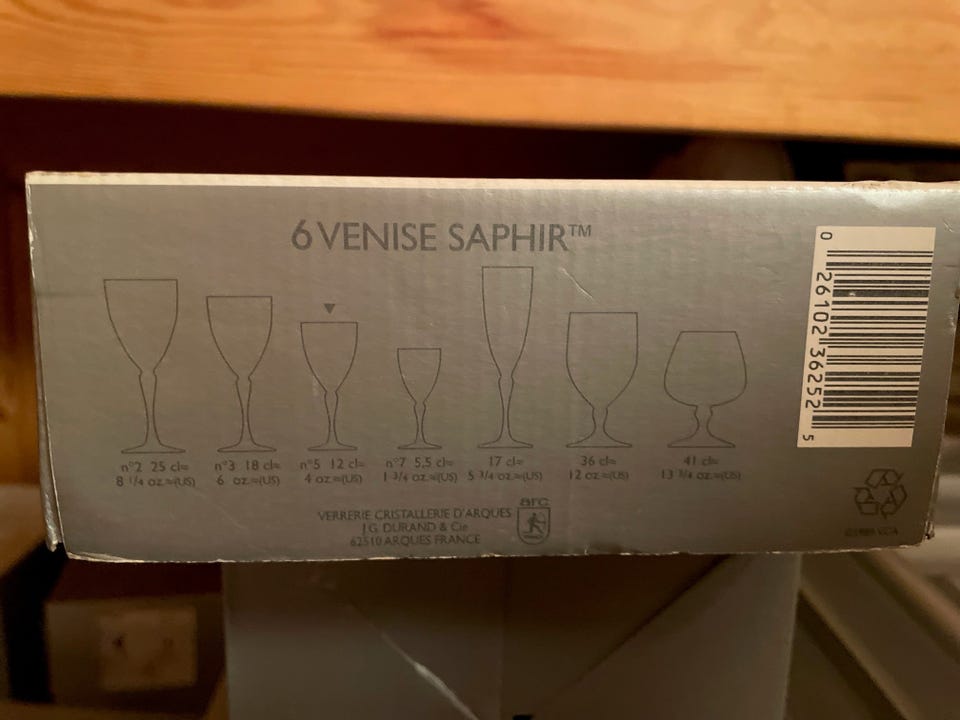 6 VENISE SAPHIR™
n°2 25 cl=
8 1/4 oz.≈(US)
n°3 18 cl=
6 oz.≈(US)
n°5 12 cl=
4 oz.≈(US)
n°7 5,5 cl=
1 3/4 oz.≈(US)
17 cl=
5 3/4 oz.≈(US)
36 cl=
12 oz≈(US)
41 cl=
13 3/4 oz.≈(US)
VERRERIE CRISTALLERIE D'ARQUES
J.G. DURAND & Cie
62510 ARQUES FRANCE
arc
0 26102 36252 5